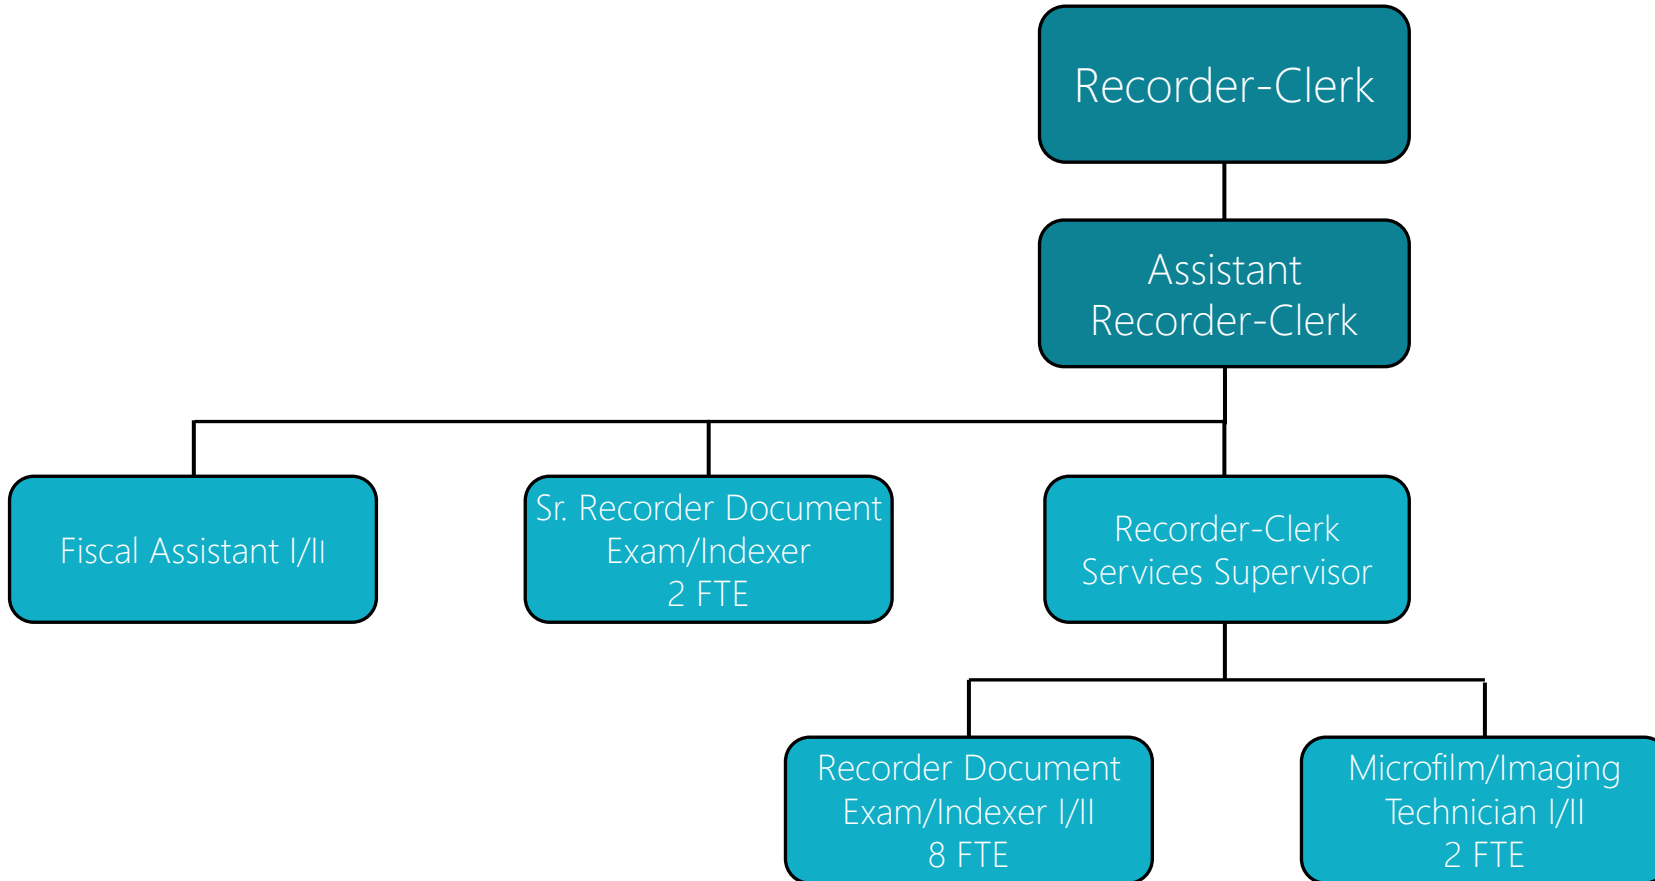 Recorder-Clerk
Assistant
Recorder-Clerk
Fiscal Assistant I/II
Sr. Recorder Document
Exam/Indexer
2 FTE
Recorder-Clerk
Services Supervisor
Recorder Document
Exam/Indexer I/II
8 FTE
Microfilm/Imaging
Technician I/II
2 FTE